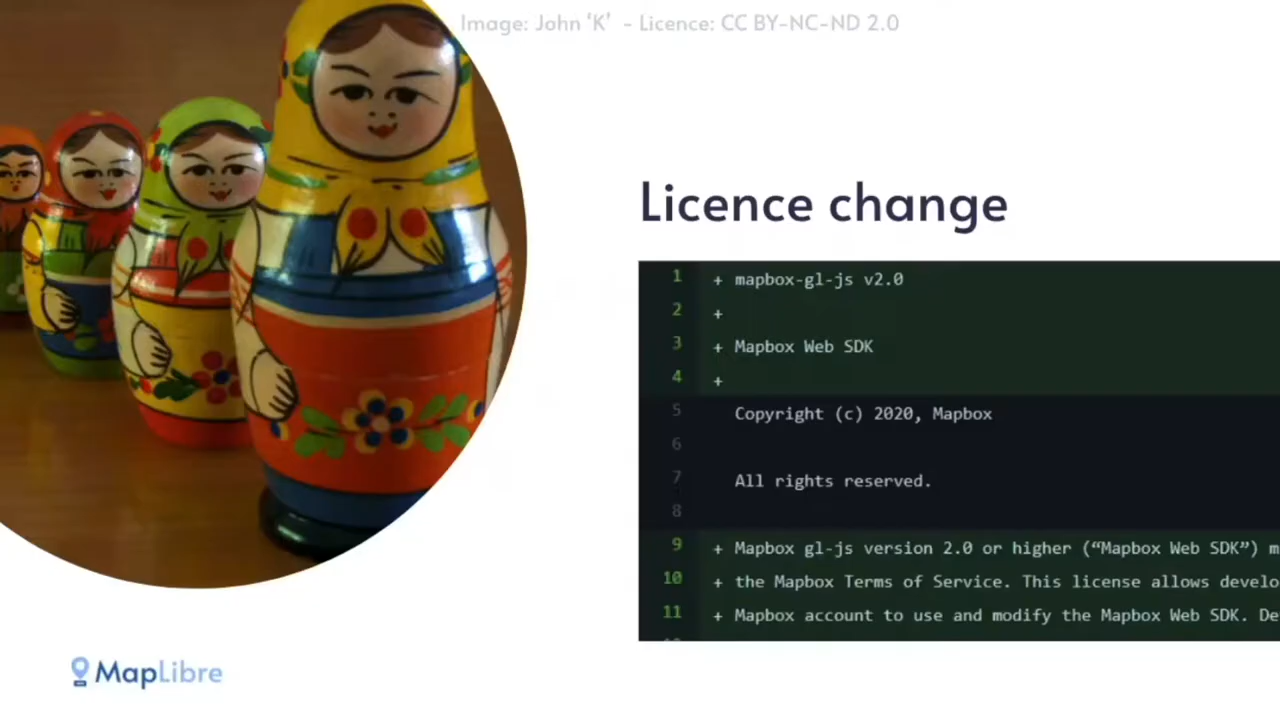 Image: John 'K' - Licence: CC BY-NC-ND 2.0
Licence change
1 + mapbox-gl-js v2.0
2 +
3 + Mapbox Web SDK
4 +
5 Copyright (c) 2020, Mapbox
6
7 All rights reserved.
8
9 + Mapbox gl-js version 2.0 or higher (“Mapbox Web SDK”) m
10 + the Mapbox Terms of Service. This license allows develo
11 + Mapbox account to use and modify the Mapbox Web SDK. De
MapLibre